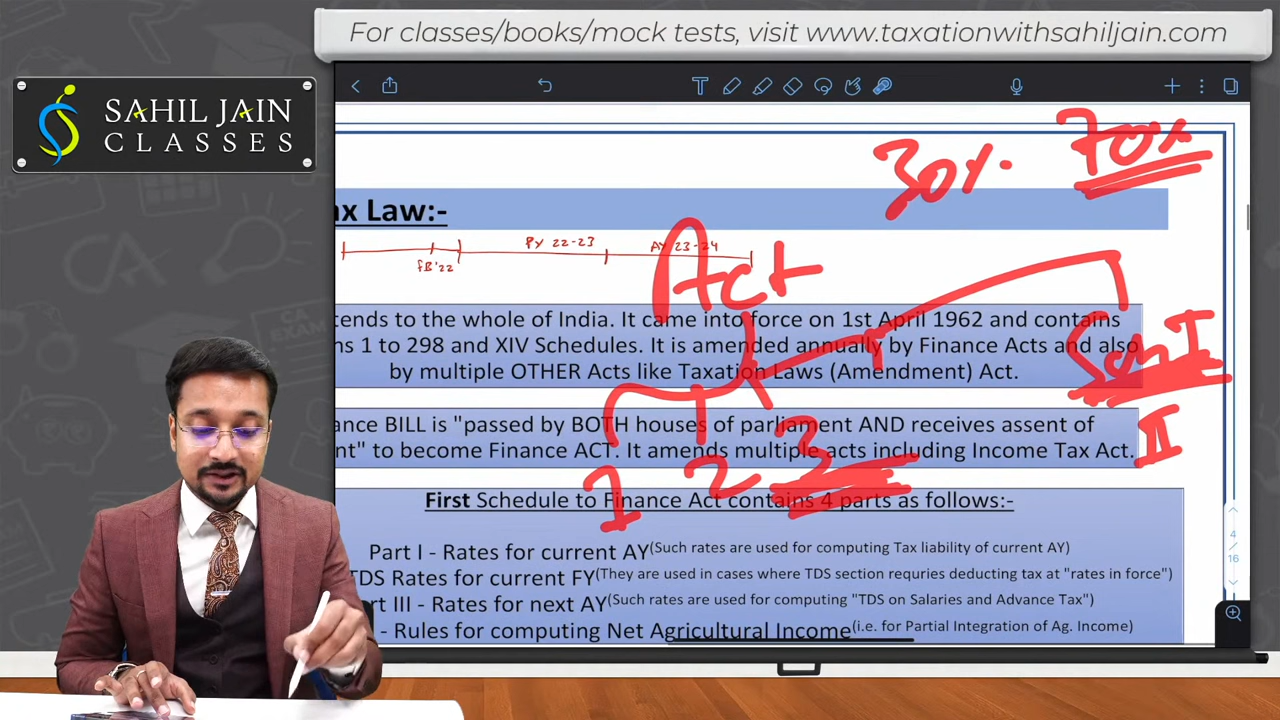 For classes/books/mock tests, visit www.taxationwithsahiljain.com
SAHIL JAIN
CLASSES
30% 70%
ax Law:-
PY 22-23 AY 23-24
FB'22
Act
tends to the whole of India. It came into force on 1st April 1962 and contains
ns 1 to 298 and XIV Schedules. It is amended annually by Finance Acts and also
by multiple OTHER Acts like Taxation Laws (Amendment) Act.
Sch I
II
ance BILL is "passed by BOTH houses of parliament AND receives assent of
nt" to become Finance ACT. It amends multiple acts including Income Tax Act.
1 2 3
First Schedule to Finance Act contains 4 parts as follows:-
Part I - Rates for current AY(Such rates are used for computing Tax liability of current AY)
TDS Rates for current FY(They are used in cases where TDS section requries deducting tax at "rates in force")
rt III - Rates for next AY(Such rates are used for computing "TDS on Salaries and Advance Tax")
- Rules for computing Net Agricultural Income(i.e. for Partial Integration of Ag. Income)
4
/
16